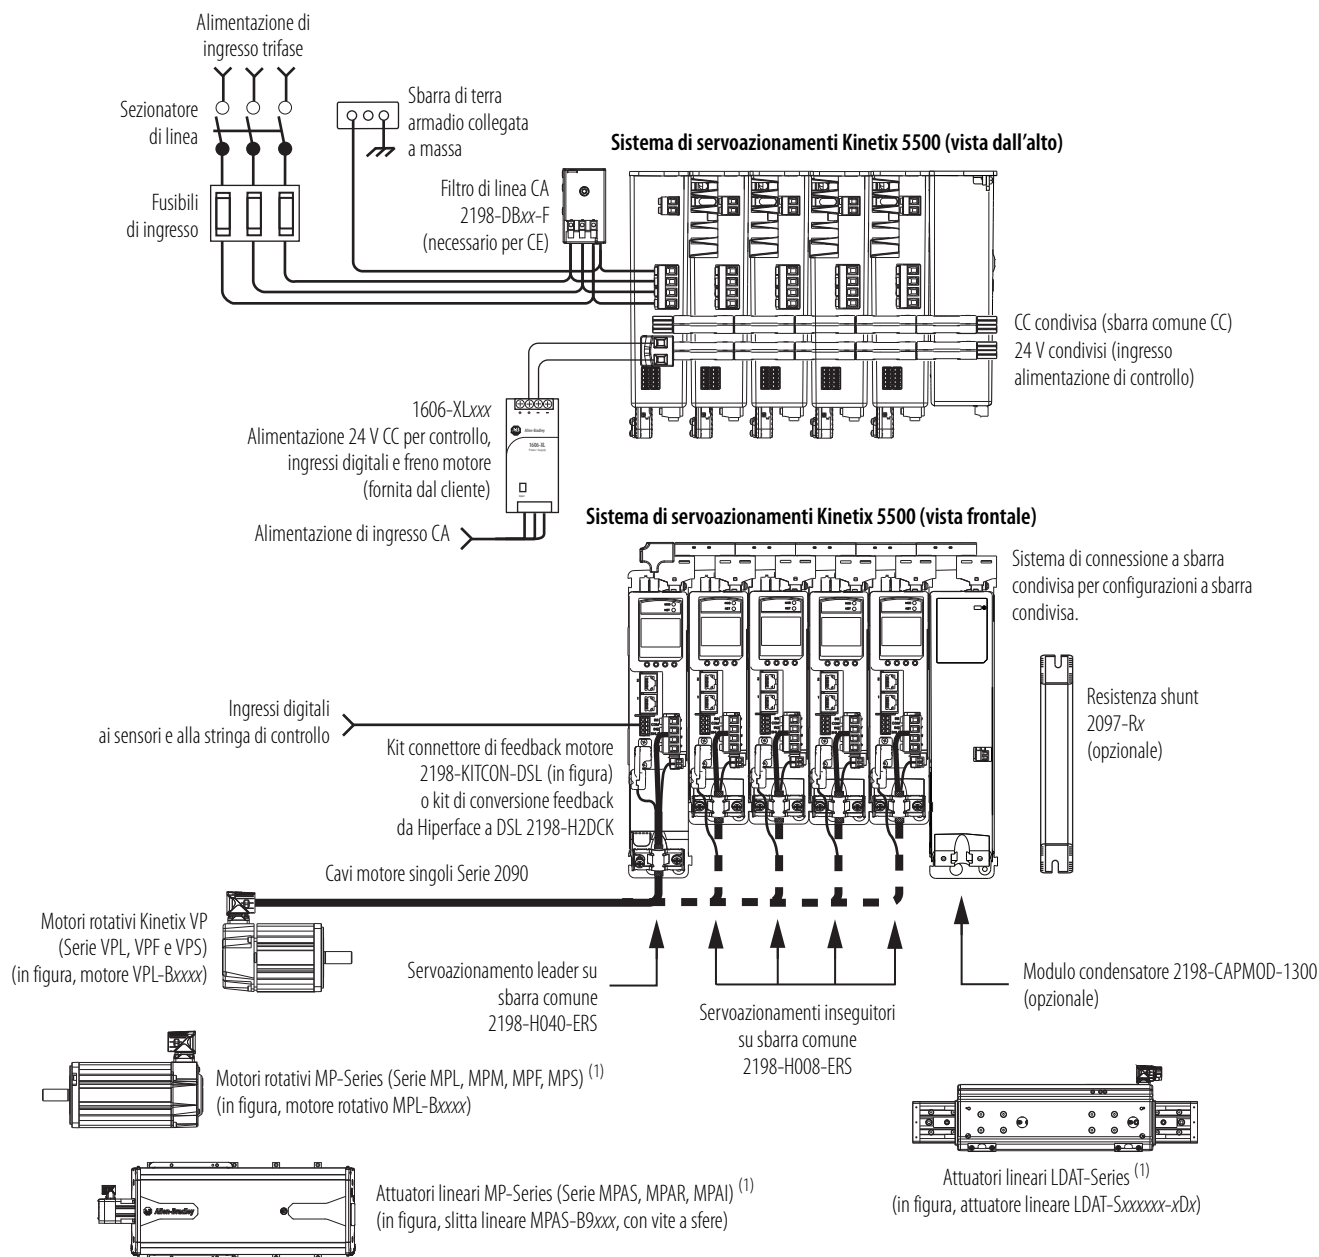 Alimentazione di
ingresso trifase
Sezionatore
di linea
Sbarra di terra
armadio collegata
a massa
Sistema di servoazionamenti Kinetix 5500 (vista dall'alto)
Fusibili
di ingresso
Filtro di linea CA
2198-DBxx-F
(necessario per CE)
CC condivisa (sbarra comune CC)
24 V condivisi (ingresso
alimentazione di controllo)
1606-XLxxx
Alimentazione 24 V CC per controllo,
ingressi digitali e freno motore
(fornita dal cliente)
Allen-Bradley
1606-XL
Alimentazione di ingresso CA
Sistema di servoazionamenti Kinetix 5500 (vista frontale)
Sistema di connessione a sbarra
condivisa per configurazioni a sbarra
condivisa.
Resistenza shunt
2097-Rx
(opzionale)
Ingressi digitali
ai sensori e alla stringa di controllo
Kit connettore di feedback motore
2198-KITCON-DSL (in figura)
o kit di conversione feedback
da Hiperface a DSL 2198-H2DCK
Cavi motore singoli Serie 2090
Motori rotativi Kinetix VP
(Serie VPL, VPF e VPS)
(in figura, motore VPL-Bxxxx)
Servoazionamento leader su
sbarra comune
2198-H040-ERS
Servoazionamenti inseguitori
su sbarra comune
2198-H008-ERS
Modulo condensatore 2198-CAPMOD-1300
(opzionale)
Motori rotativi MP-Series (Serie MPL, MPM, MPF, MPS) (1)
(in figura, motore rotativo MPL-Bxxxx)
Allen-Bradley
Attuatori lineari MP-Series (Serie MPAS, MPAR, MPAI) (1)
(in figura, slitta lineare MPAS-B9xxx, con vite a sfere)
Attuatori lineari LDAT-Series (1)
(in figura, attuatore lineare LDAT-Sxxxxxx-xDx)